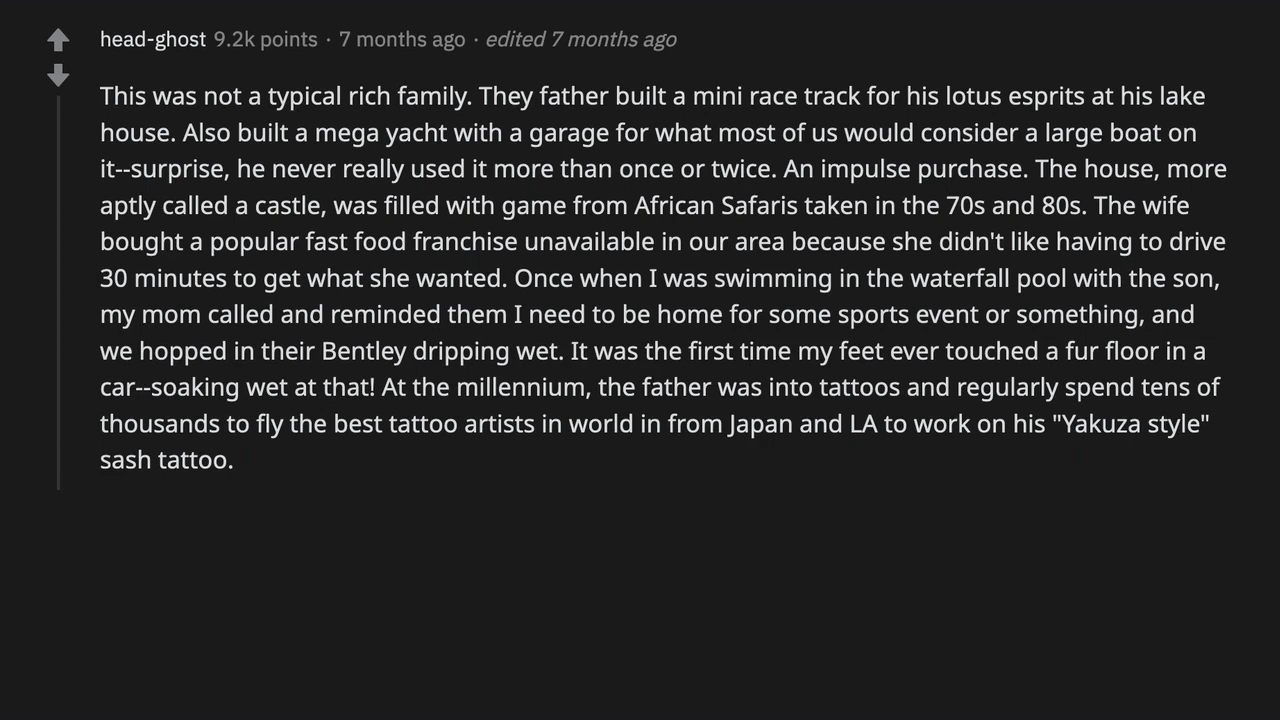 head-ghost 9.2k points · 7 months ago · edited 7 months ago
This was not a typical rich family. They father built a mini race track for his lotus esprits at his lake
house. Also built a mega yacht with a garage for what most of us would consider a large boat on
it--surprise, he never really used it more than once or twice. An impulse purchase. The house, more
aptly called a castle, was filled with game from African Safaris taken in the 70s and 80s. The wife
bought a popular fast food franchise unavailable in our area because she didn't like having to drive
30 minutes to get what she wanted. Once when I was swimming in the waterfall pool with the son,
my mom called and reminded them I need to be home for some sports event or something, and
we hopped in their Bentley dripping wet. It was the first time my feet ever touched a fur floor in a
car--soaking wet at that! At the millennium, the father was into tattoos and regularly spend tens of
thousands to fly the best tattoo artists in world in from Japan and LA to work on his "Yakuza style"
sash tattoo.